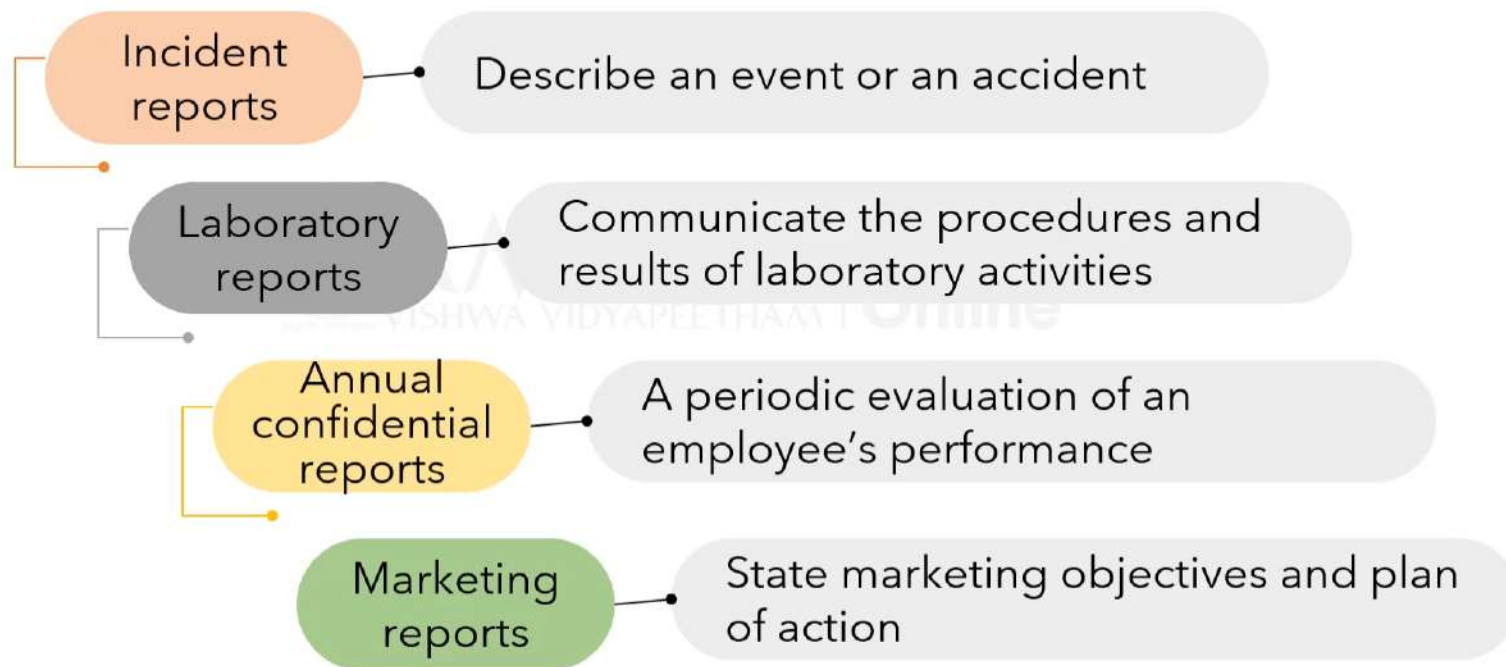 Incident
reports
Describe an event or an accident
Laboratory
reports
Communicate the procedures and
results of laboratory activities
VISHWA VIDYAPEETHAM | Online
Annual
confidential
reports
A periodic evaluation of an
employee’s performance
Marketing
reports
State marketing objectives and plan
of action